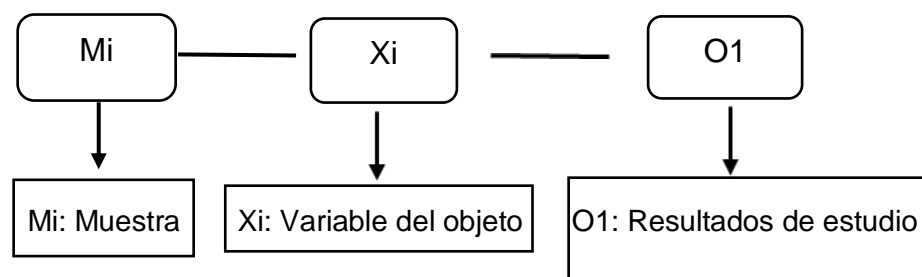 Mi
Xi
O1
Mi: Muestra
Xi: Variable del objeto
O1: Resultados de estudio